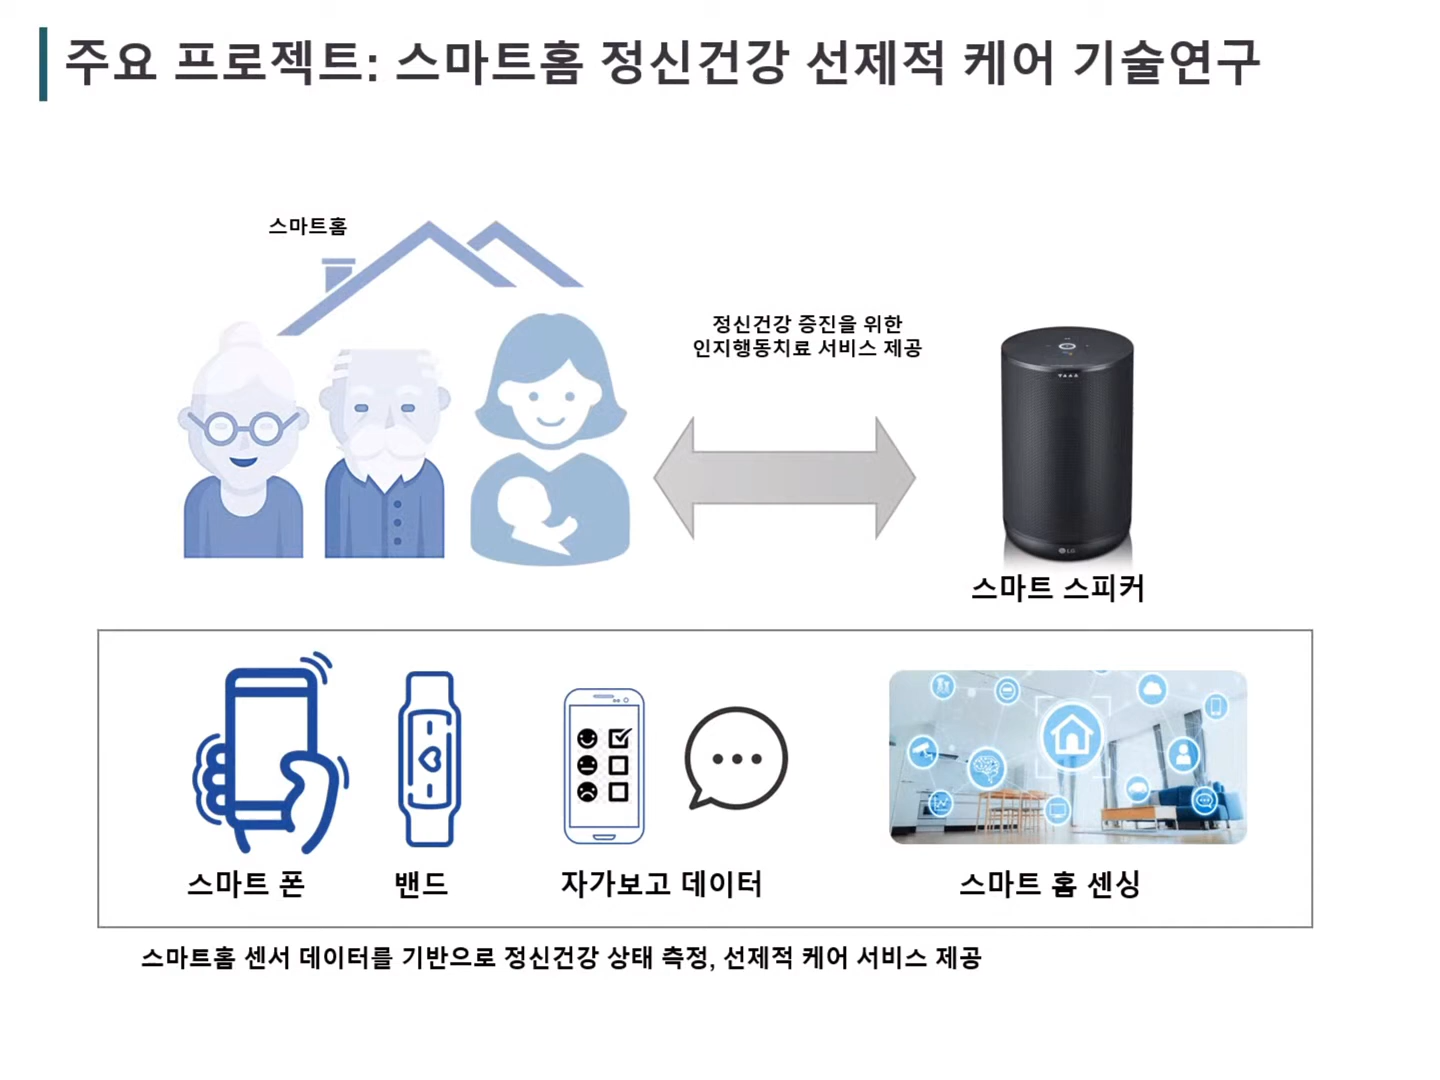 주요 프로젝트: 스마트홈 정신건강 선제적 케어 기술연구
스마트홈
정신건강 증진을 위한
인지행동치료 서비스 제공
LG
스마트 스피커
스마트 폰
밴드
자가보고 데이터
스마트 홈 센싱
스마트홈 센서 데이터를 기반으로 정신건강 상태 측정, 선제적 케어 서비스 제공